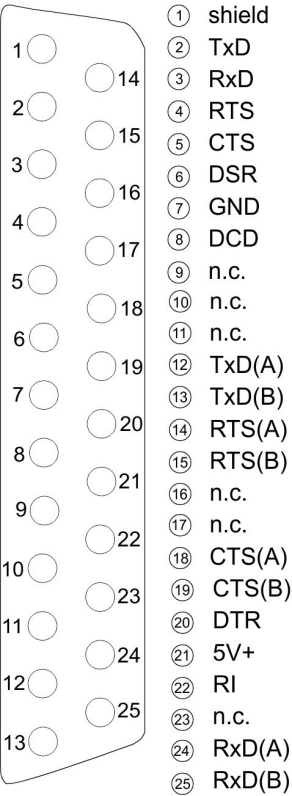 1
2
3
4
5
6
7
8
9
10
11
12
13
14
15
16
17
18
19
20
21
22
23
24
25
1 shield
2 TxD
3 RxD
4 RTS
5 CTS
6 DSR
7 GND
8 DCD
9 n.c.
10 n.c.
11 n.c.
12 TxD(A)
13 TxD(B)
14 RTS(A)
15 RTS(B)
16 n.c.
17 n.c.
18 CTS(A)
19 CTS(B)
20 DTR
21 5V+
22 RI
23 n.c.
24 RxD(A)
25 RxD(B)